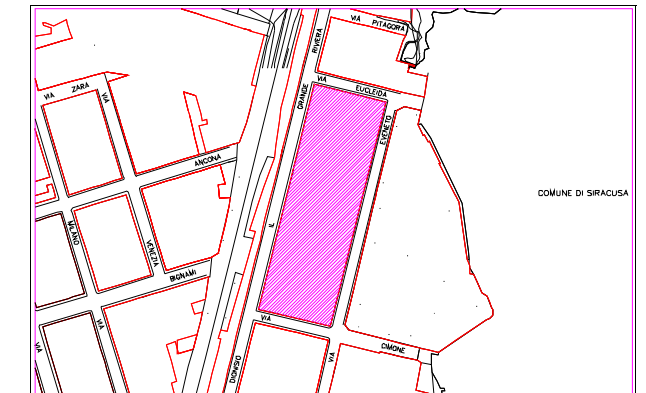 VIA
PITAGORA
RIVERA
VIA
EUCLEIDA
VIA
ZARA
VIA
GRANDE
EVENETO
ANCONA
COMUNE DI SIRACUSA
MILANO
VENEZIA
IL
BIGNAMI
VIA
VIA
VIA
VIA
CIMONE
DIONISIO